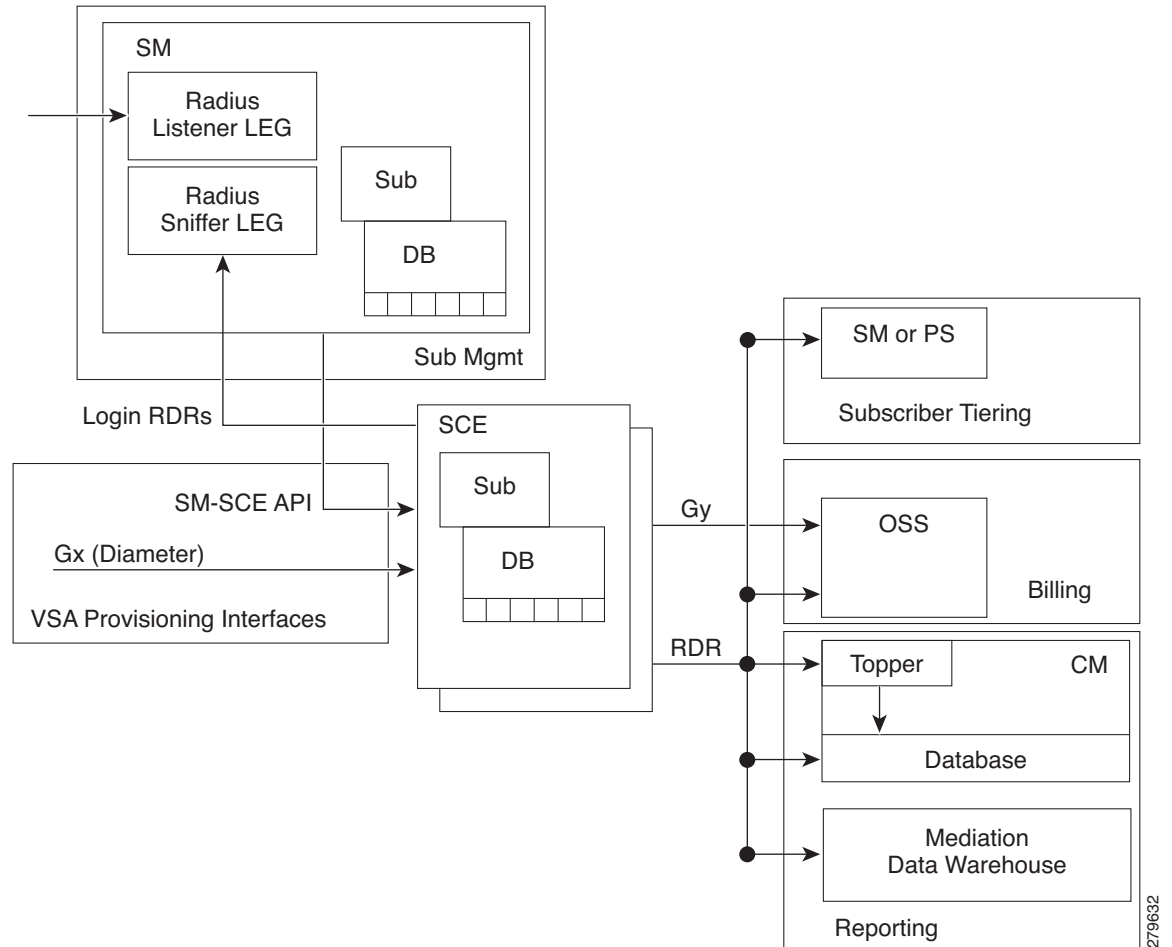 SM
Radius
Listener LEG
Radius
Sniffer LEG
Sub
DB
Sub Mgmt
Login RDRs
SM-SCE API
Gx (Diameter)
VSA Provisioning Interfaces
SCE
Sub
DB
Gy
RDR
SM or PS
Subscriber Tiering
OSS
Billing
Topper
CM
Database
Mediation
Data Warehouse
Reporting
279632